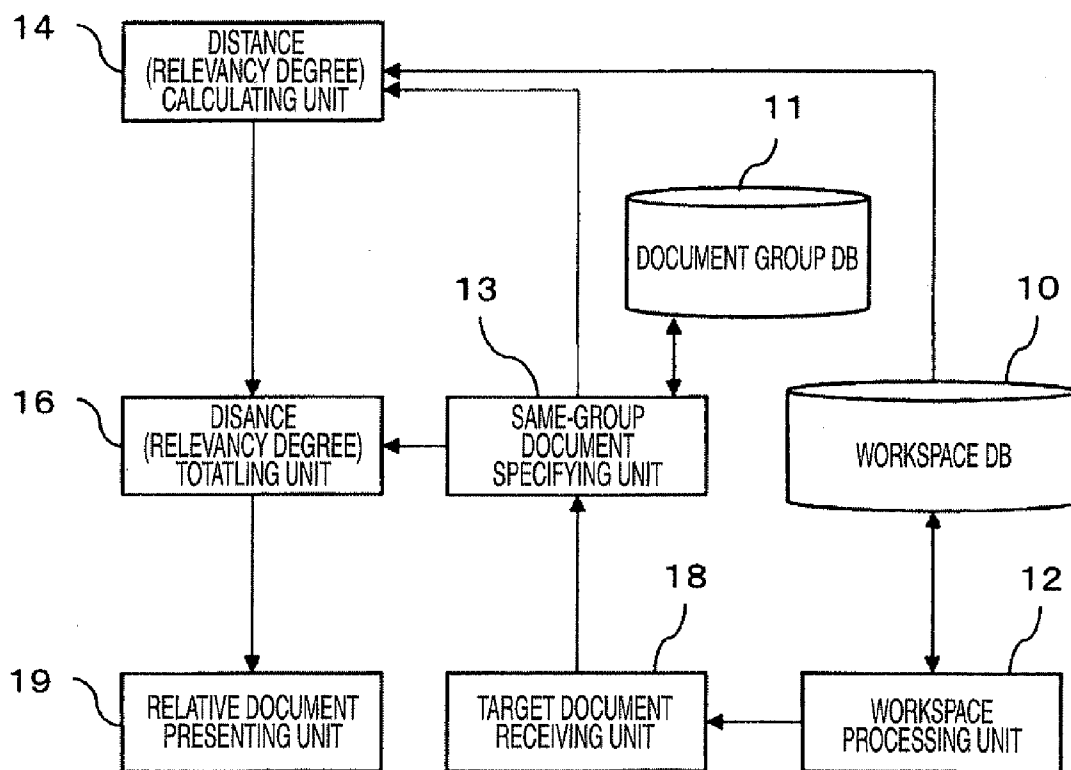 14
DISTANCE
(RELEVANCY DEGREE)
CALCULATING UNIT
11
DOCUMENT GROUP DB
13
10
16
DISANCE
(RELEVANCY DEGREE)
TOTATLING UNIT
SAME-GROUP
DOCUMENT
SPECIFYING UNIT
WORKSPACE DB
18
12
19
RELATIVE DOCUMENT
PRESENTING UNIT
TARGET DOCUMENT
RECEIVING UNIT
WORKSPACE
PROCESSING UNIT